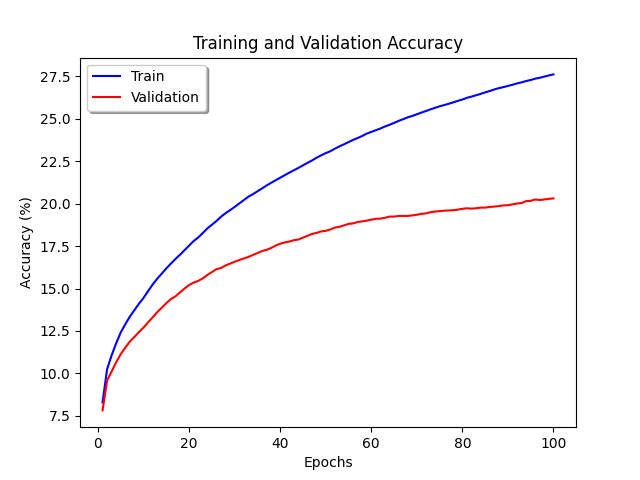 Training and Validation Accuracy
Train
Validation
27.5
25.0
22.5
20.0
17.5
15.0
12.5
10.0
7.5
Accuracy (%)
0 20 40 60 80 100
Epochs